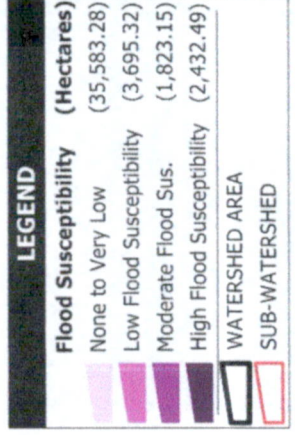 LEGEND
Flood Susceptibility (Hectares)
None to Very Low (35,583.28)
Low Flood Susceptibility (3,695.32)
Moderate Flood Sus. (1,823.15)
High Flood Susceptibility (2,432.49)
WATERSHED AREA
SUB-WATERSHED